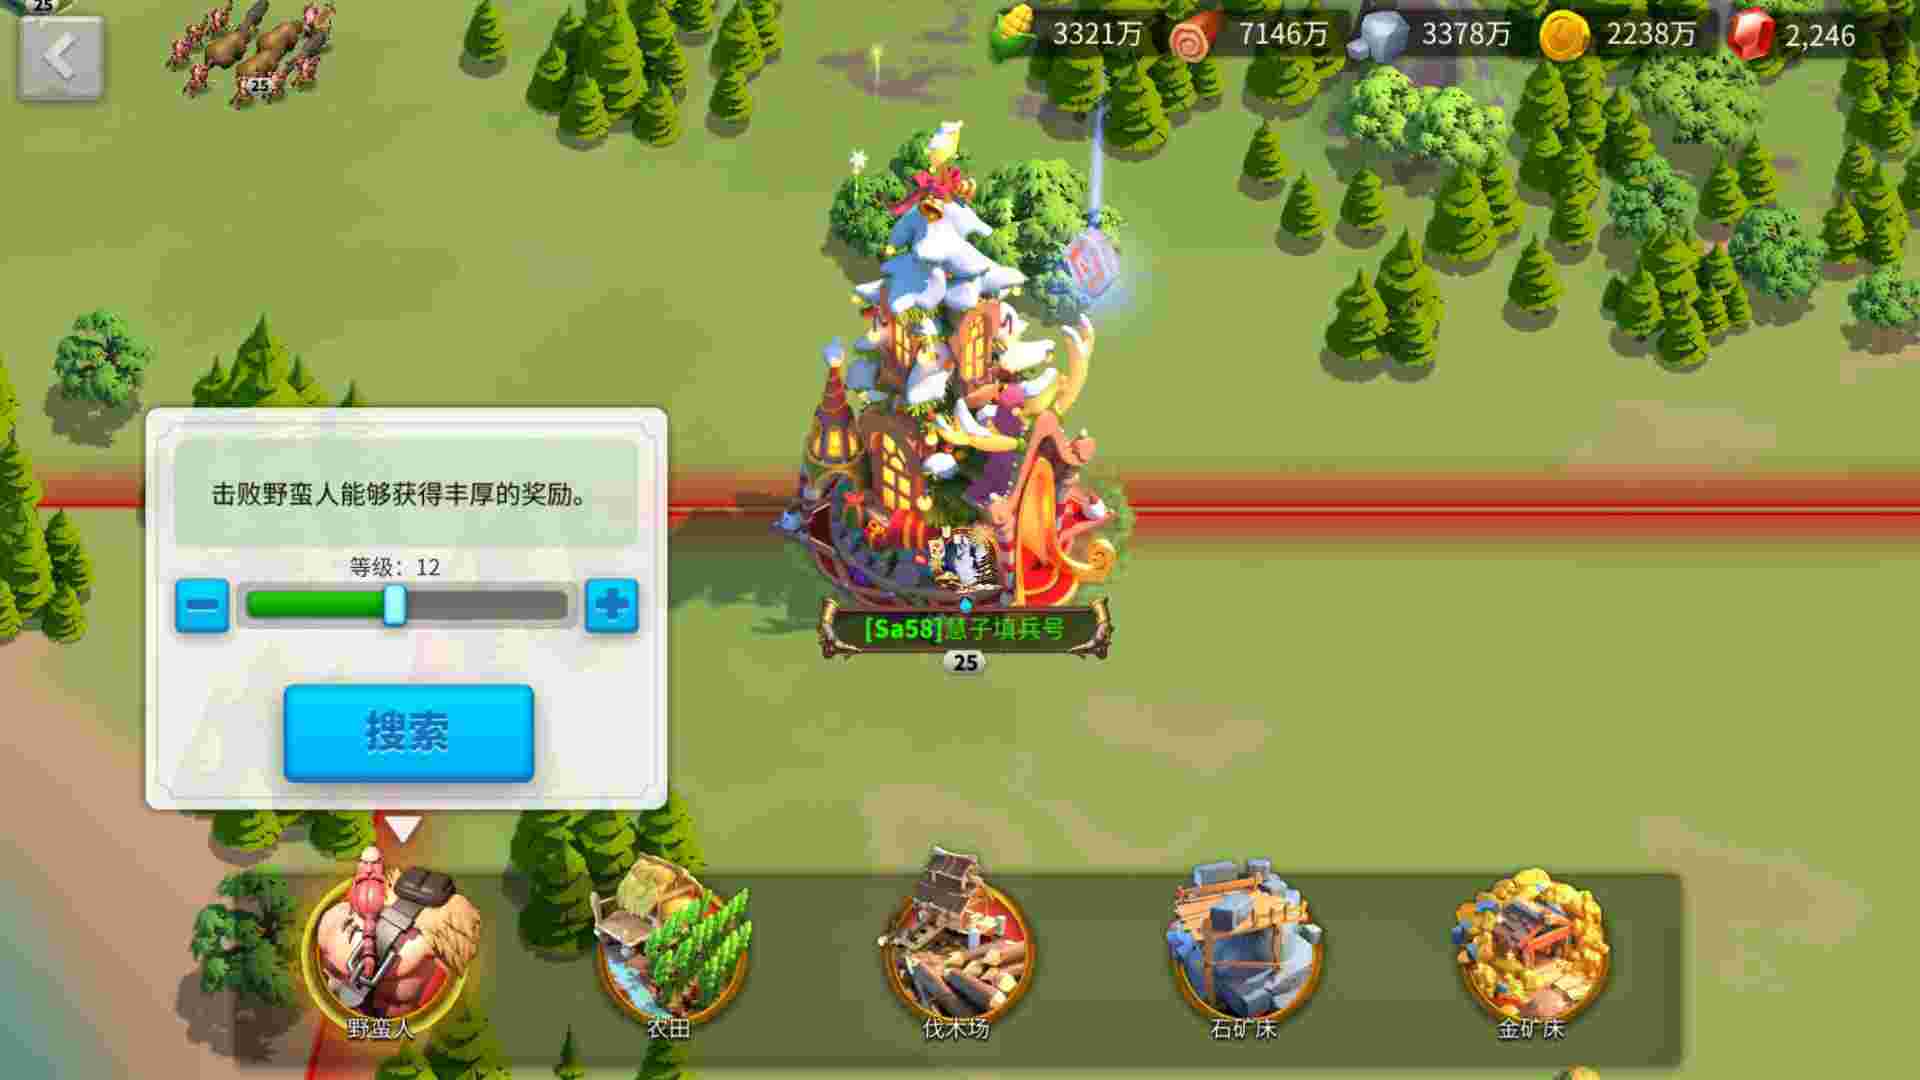 25
3321万
7146万
3378万
2238万
2,246
25
击败野蛮人能够获得丰厚的奖励。
等级：12
搜索
[Sa58]慧子填兵号
25
野蛮人
农田
伐木场
石矿床
金矿床